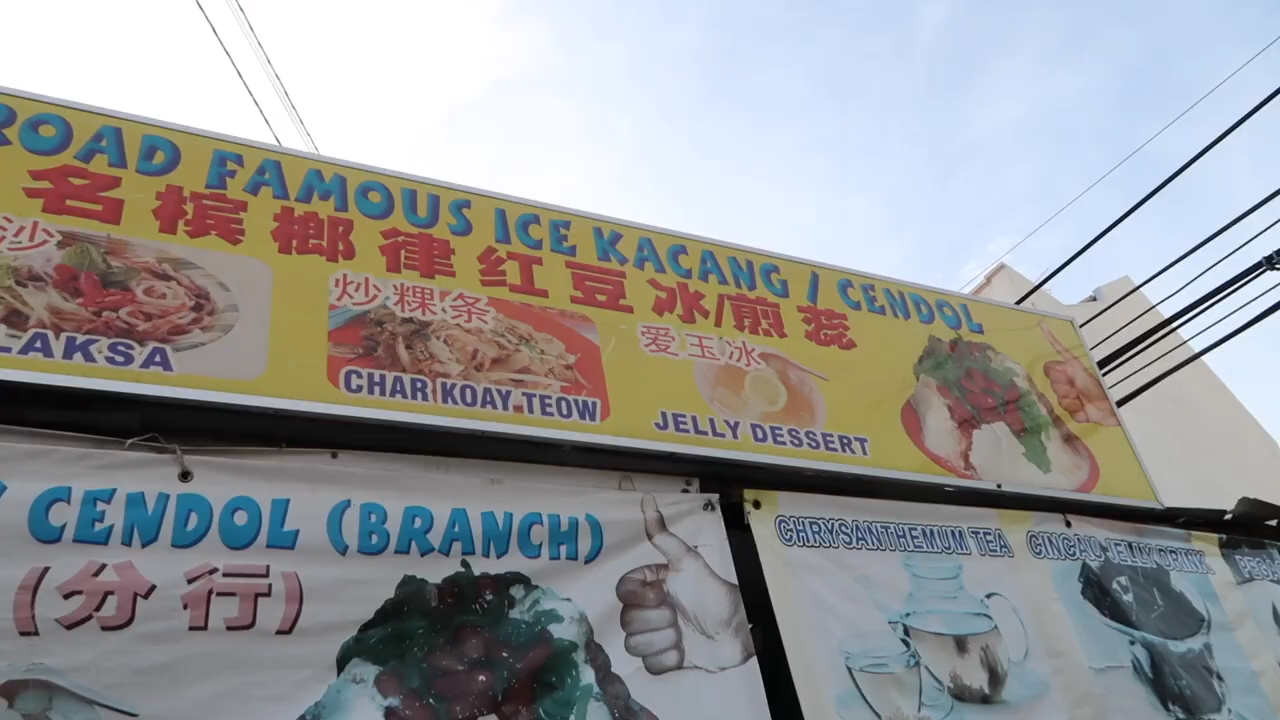 ROAD FAMOUS ICE KACANG / CENDOL
名槟榔律红豆冰/煎蕊
沙
炒粿条
爱玉冰
LAKSA
CHAR KOAY TEOW
JELLY DESSERT
CENDOL (BRANCH)
(分行)
CHRYSANTHEMUM TEA
CINCAU JELLY DRINK